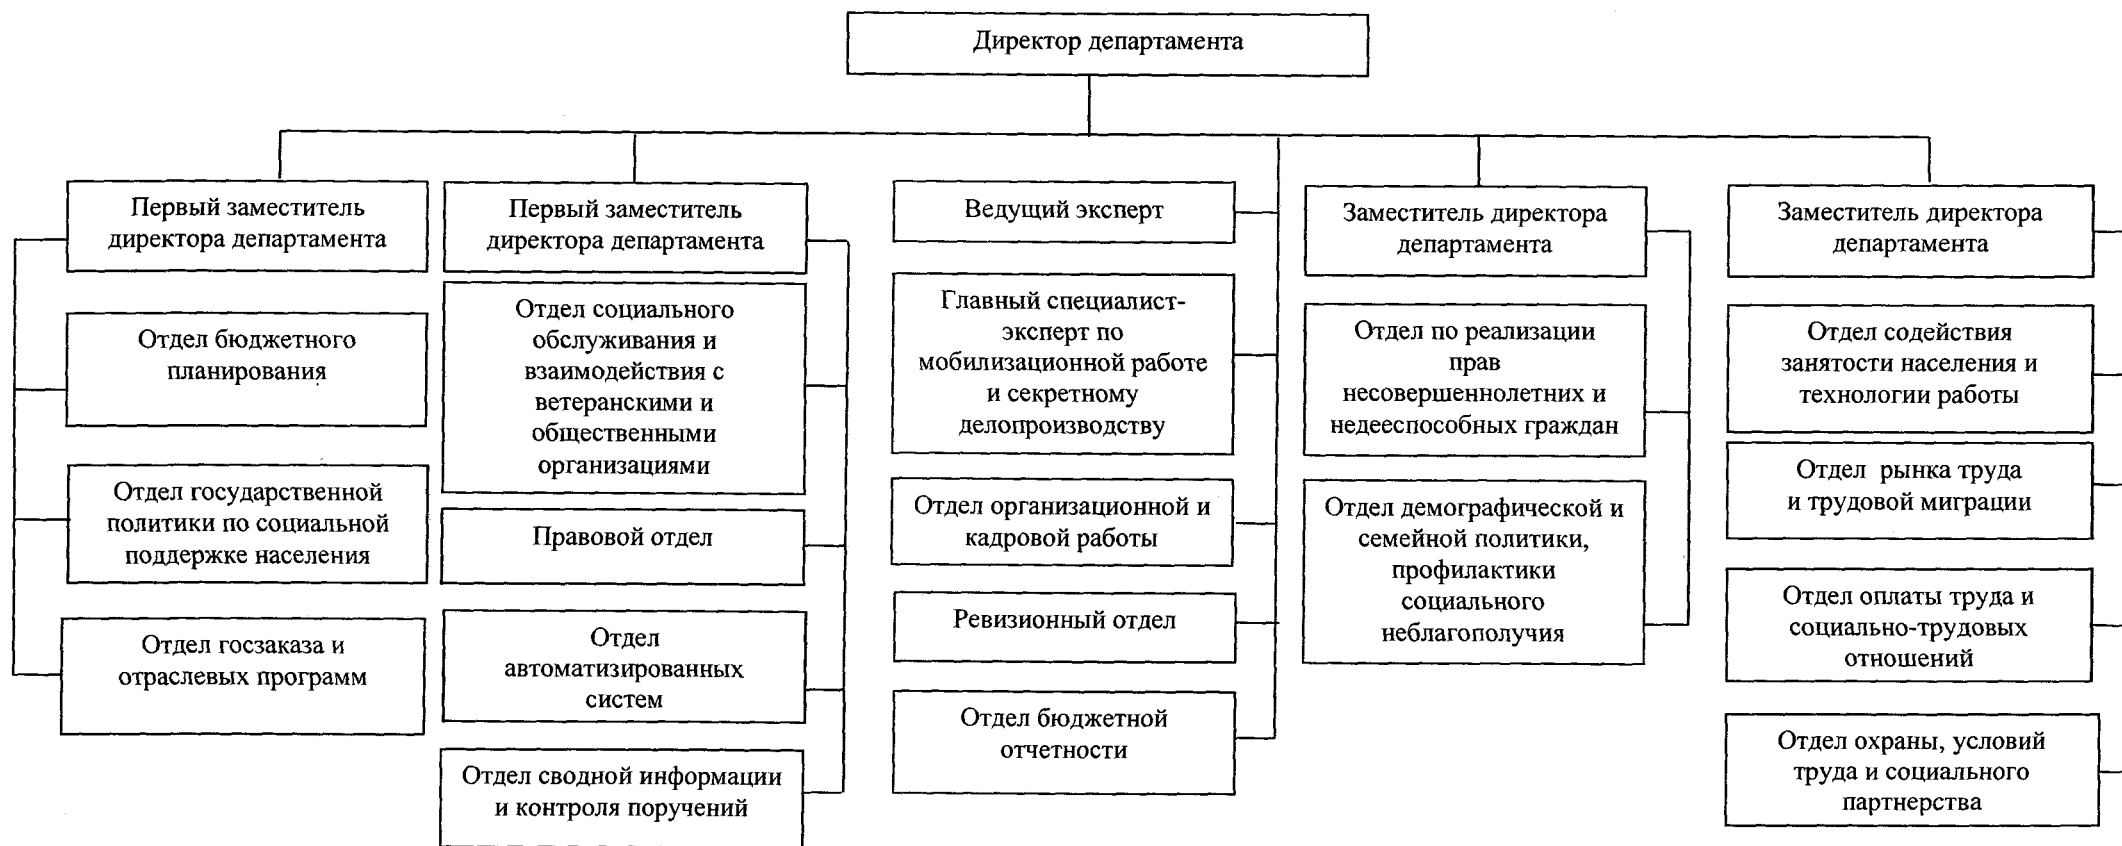 Директор департамента
Первый заместитель
директора департамента
Отдел бюджетного
планирования
Отдел государственной
политики по социальной
поддержке населения
Отдел госзаказа и
отраслевых программ
Первый заместитель
директора департамента
Отдел социального
обслуживания и
взаимодействия с
ветеранскими и
общественными
организациями
Правовой отдел
Отдел
автоматизированных
систем
Отдел сводной информации
и контроля поручений
Ведущий эксперт
Главный специалист-
эксперт по
мобилизационной работе
и секретному
делопроизводству
Отдел организационной и
кадровой работы
Ревизионный отдел
Отдел бюджетной
отчетности
Заместитель директора
департамента
Отдел по реализации
прав
несовершеннолетних и
недееспособных граждан
Отдел демографической и
семейной политики,
профилактики
социального
неблагополучия
Заместитель директора
департамента
Отдел содействия
занятости населения и
технологии работы
Отдел рынка труда
и трудовой миграции
Отдел оплаты труда и
социально-трудовых
отношений
Отдел охраны, условий
труда и социального
партнерства